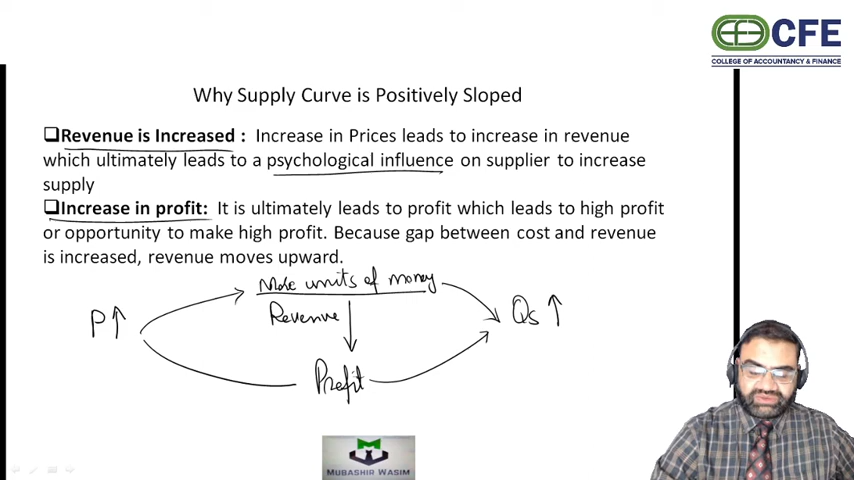 CFE
COLLEGE OF ACCOUNTANCY & FINANCE
Why Supply Curve is Positively Sloped
❑Revenue is Increased : Increase in Prices leads to increase in revenue
which ultimately leads to a psychological influence on supplier to increase
supply
❑Increase in profit: It is ultimately leads to profit which leads to high profit
or opportunity to make high profit. Because gap between cost and revenue
is increased, revenue moves upward.
More units of money
P↑
Revenue
Qs ↑
Profit
MUBASHIR WASIM